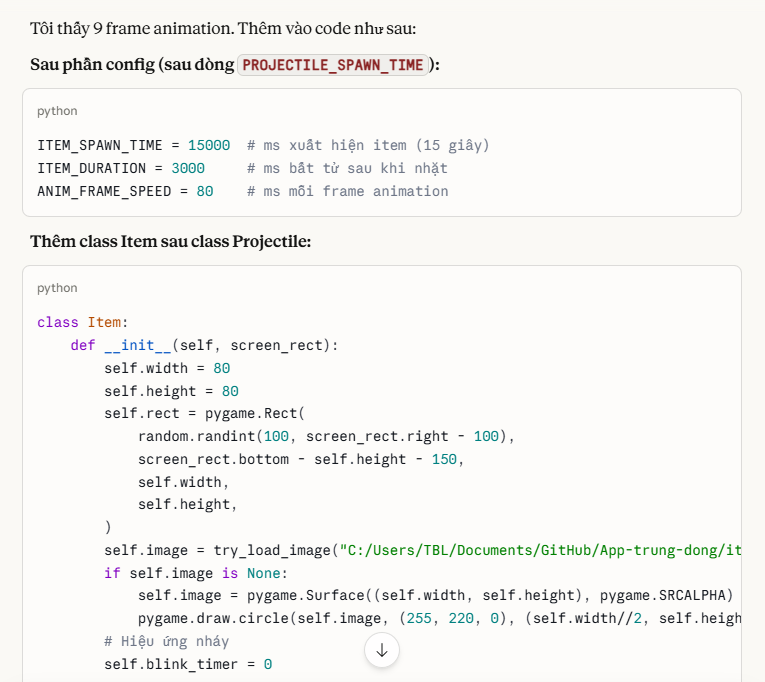 Tôi thấy 9 frame animation. Thêm vào code như sau:
Sau phần config (sau dòng PROJECTILE_SPAWN_TIME):
python
ITEM_SPAWN_TIME = 15000  # ms xuất hiện item (15 giây)
ITEM_DURATION = 3000     # ms bất tử sau khi nhặt
ANIM_FRAME_SPEED = 80    # ms mỗi frame animation
Thêm class Item sau class Projectile:
python
class Item:
    def __init__(self, screen_rect):
        self.width = 80
        self.height = 80
        self.rect = pygame.Rect(
            random.randint(100, screen_rect.right - 100),
            screen_rect.bottom - self.height - 150,
            self.width,
            self.height,
        )
        self.image = try_load_image("C:/Users/TBL/Documents/GitHub/App-trung-dong/it
        if self.image is None:
            self.image = pygame.Surface((self.width, self.height), pygame.SRCALPHA)
            pygame.draw.circle(self.image, (255, 220, 0), (self.width//2, self.heigh
        # Hiệu ứng nháy
        self.blink_timer = 0